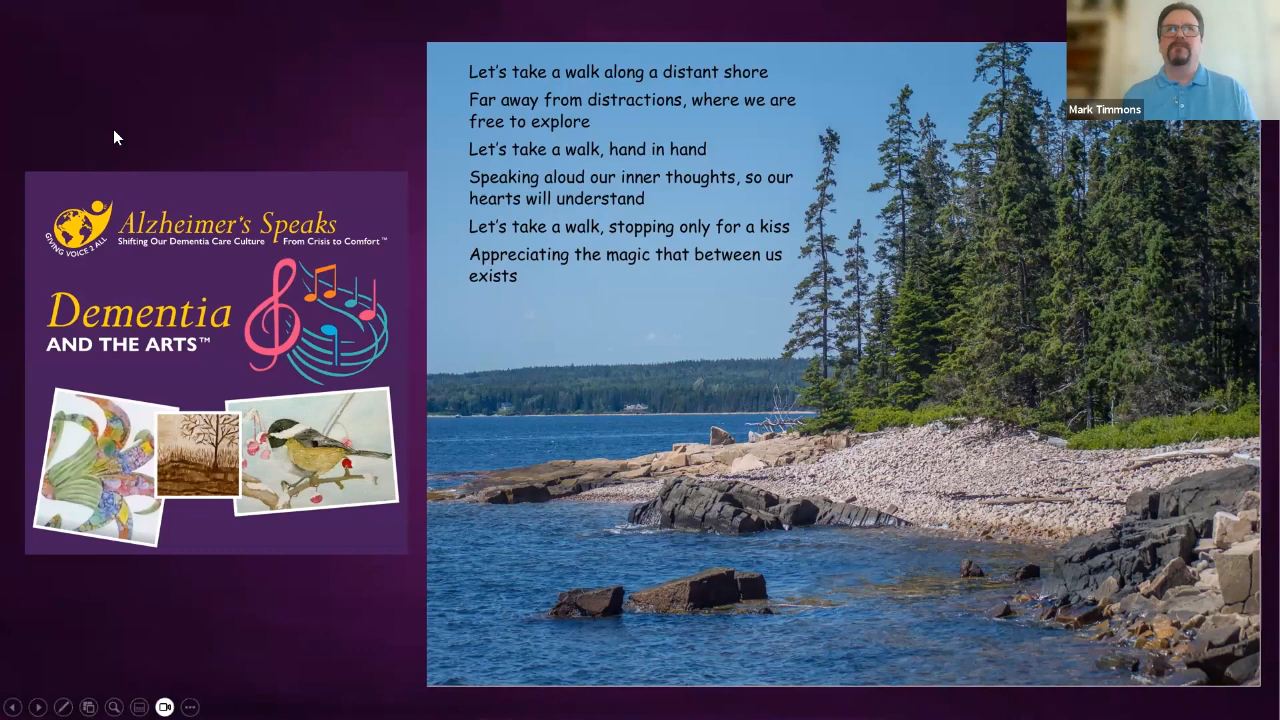 Let's take a walk along a distant shore
Far away from distractions, where we are
free to explore
Let's take a walk, hand in hand
Speaking aloud our inner thoughts, so our
hearts will understand
Let's take a walk, stopping only for a kiss
Appreciating the magic that between us
exists
Mark Timmons
GIVING VOICE 2 ALL
Alzheimer's Speaks
Shifting Our Dementia Care Culture From Crisis to Comfort™
Dementia
AND THE ARTS™